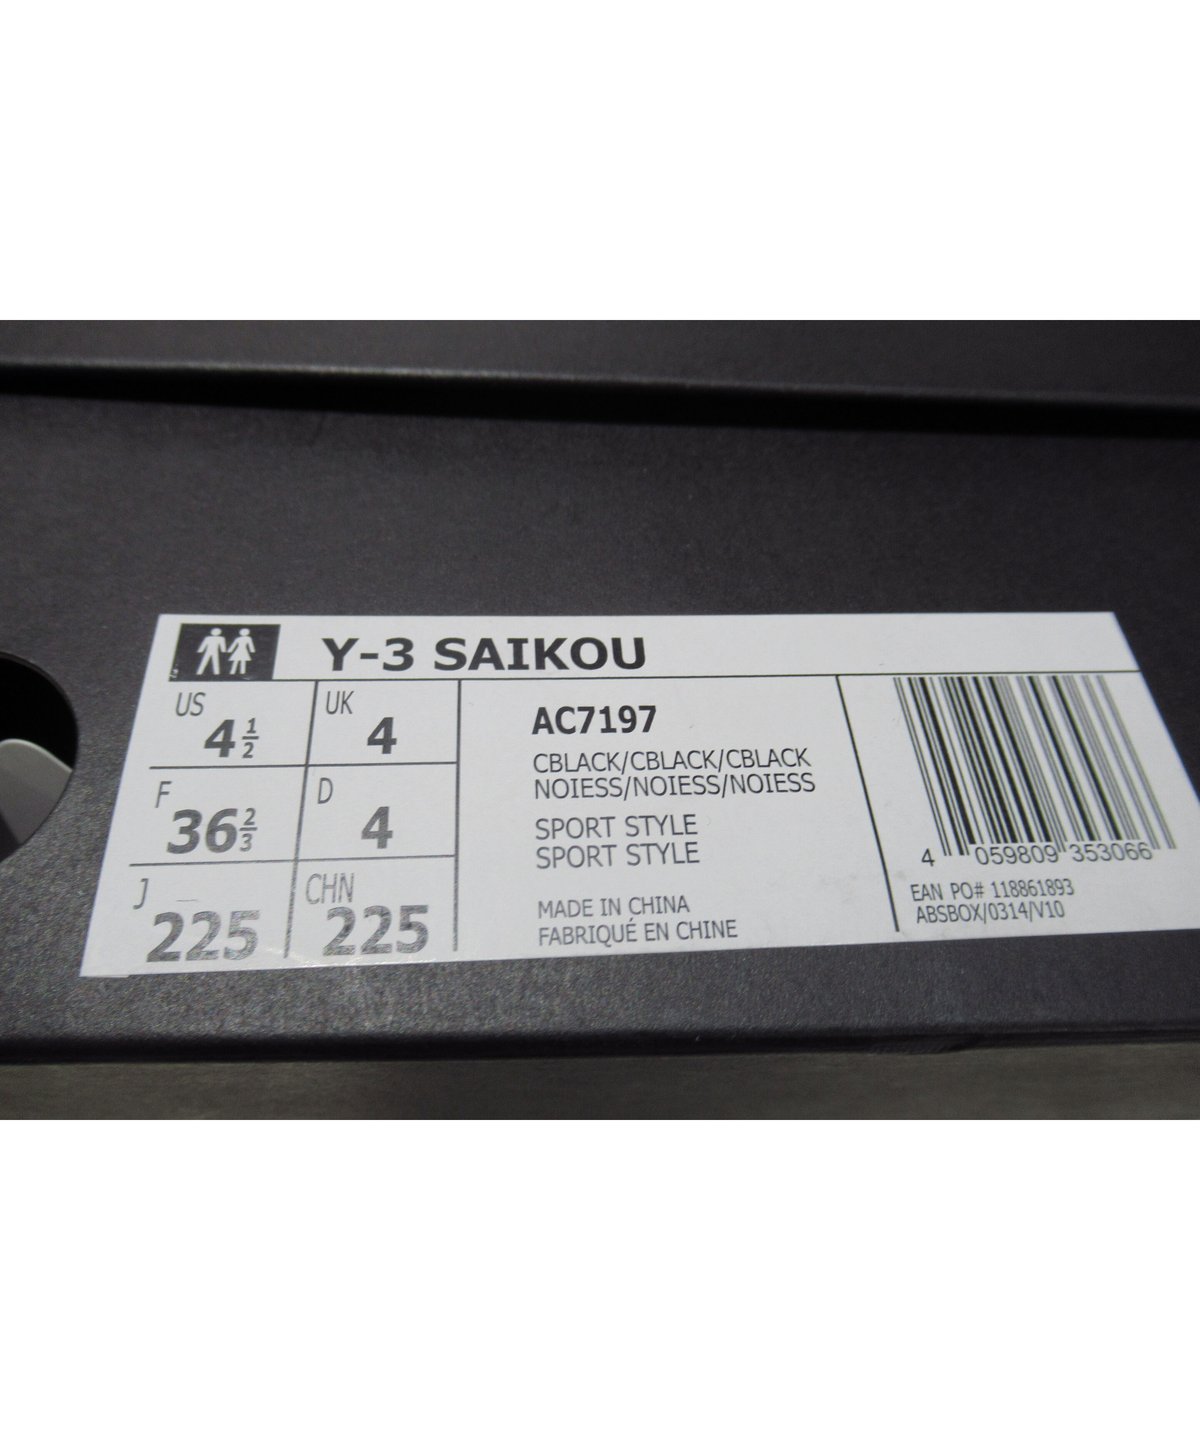 Y-3 SAIKOU
US 4 1/2
UK 4
F 36 2/3
D 4
J 225
CHN 225
AC7197
CBLACK/CBLACK/CBLACK
NOIESS/NOIESS/NOIESS
SPORT STYLE
SPORT STYLE
MADE IN CHINA
FABRIQUÉ EN CHINE
4 059809 353066
EAN PO# 118861893
ABSBOX/0314/V10